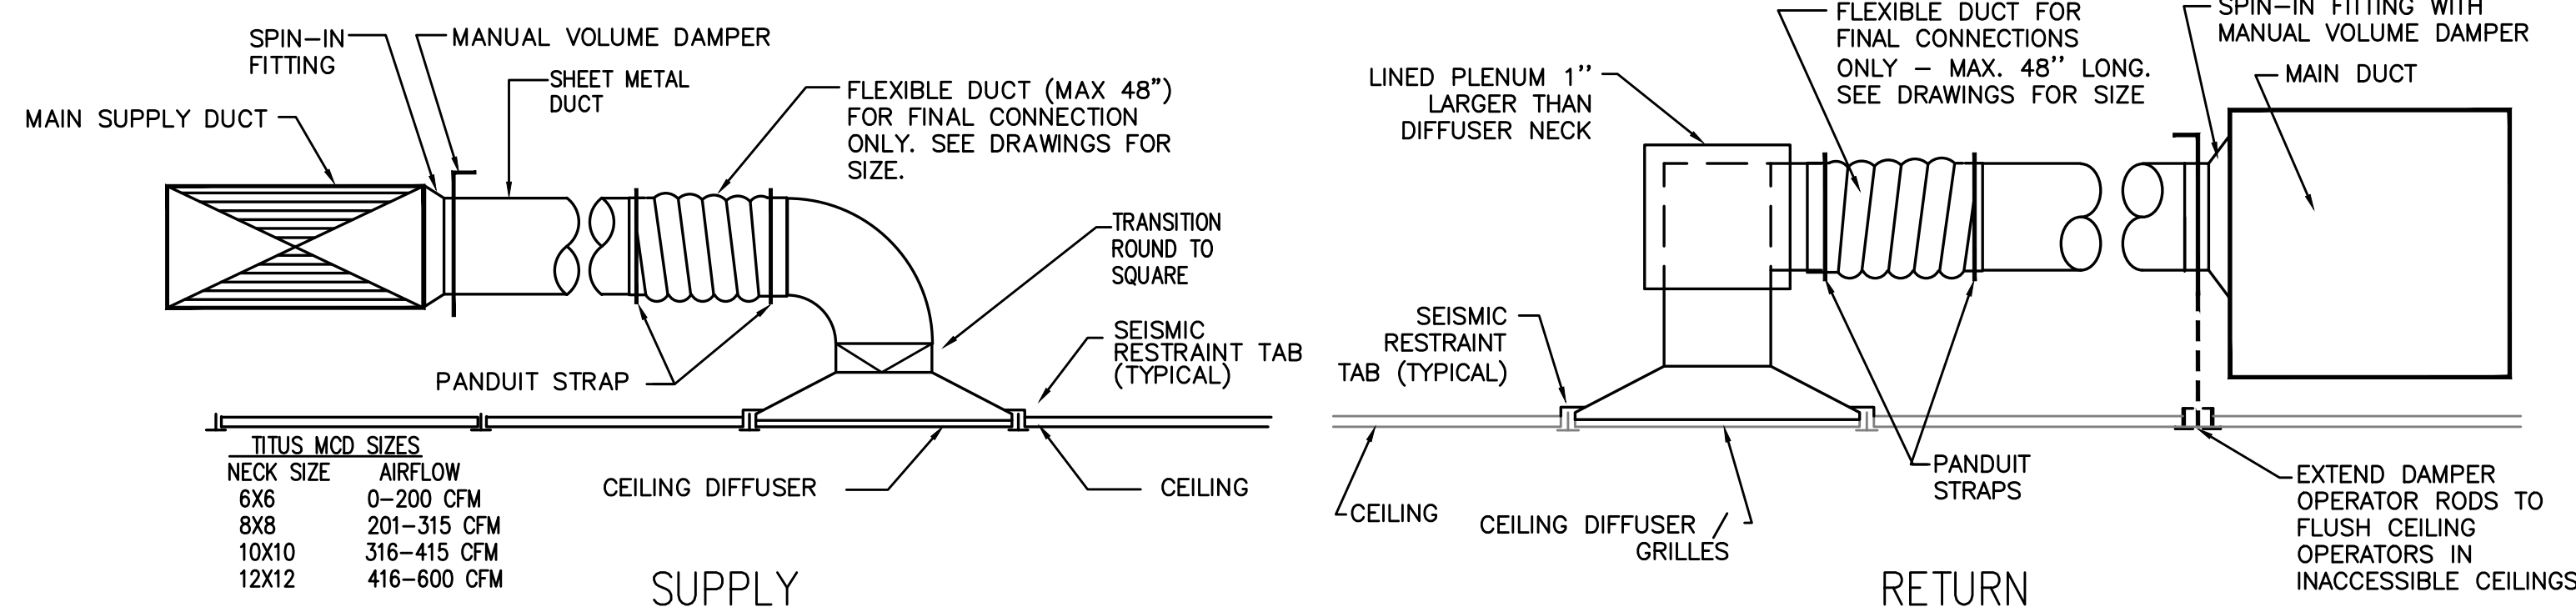 SPIN-IN
FITTING
MANUAL VOLUME DAMPER
SHEET METAL
DUCT
MAIN SUPPLY DUCT
FLEXIBLE DUCT (MAX 48")
FOR FINAL CONNECTION
ONLY. SEE DRAWINGS FOR
SIZE.
TRANSITION
ROUND TO
SQUARE
SEISMIC
RESTRAINT TAB
(TYPICAL)
PANDUIT STRAP
TITUS MCD SIZES
NECK SIZE AIRFLOW
6X6 0-200 CFM
8X8 201-315 CFM
10X10 316-415 CFM
12X12 416-600 CFM
CEILING DIFFUSER
CEILING
SUPPLY
FLEXIBLE DUCT FOR
FINAL CONNECTIONS
ONLY - MAX. 48" LONG.
SEE DRAWINGS FOR SIZE
SPIN-IN FITTING WITH
MANUAL VOLUME DAMPER
MAIN DUCT
LINED PLENUM 1"
LARGER THAN
DIFFUSER NECK
SEISMIC
RESTRAINT
TAB (TYPICAL)
CEILING
CEILING DIFFUSER /
GRILLES
PANDUIT
STRAPS
EXTEND DAMPER
OPERATOR RODS TO
FLUSH CEILING
OPERATORS IN
INACCESSIBLE CEILINGS
RETURN